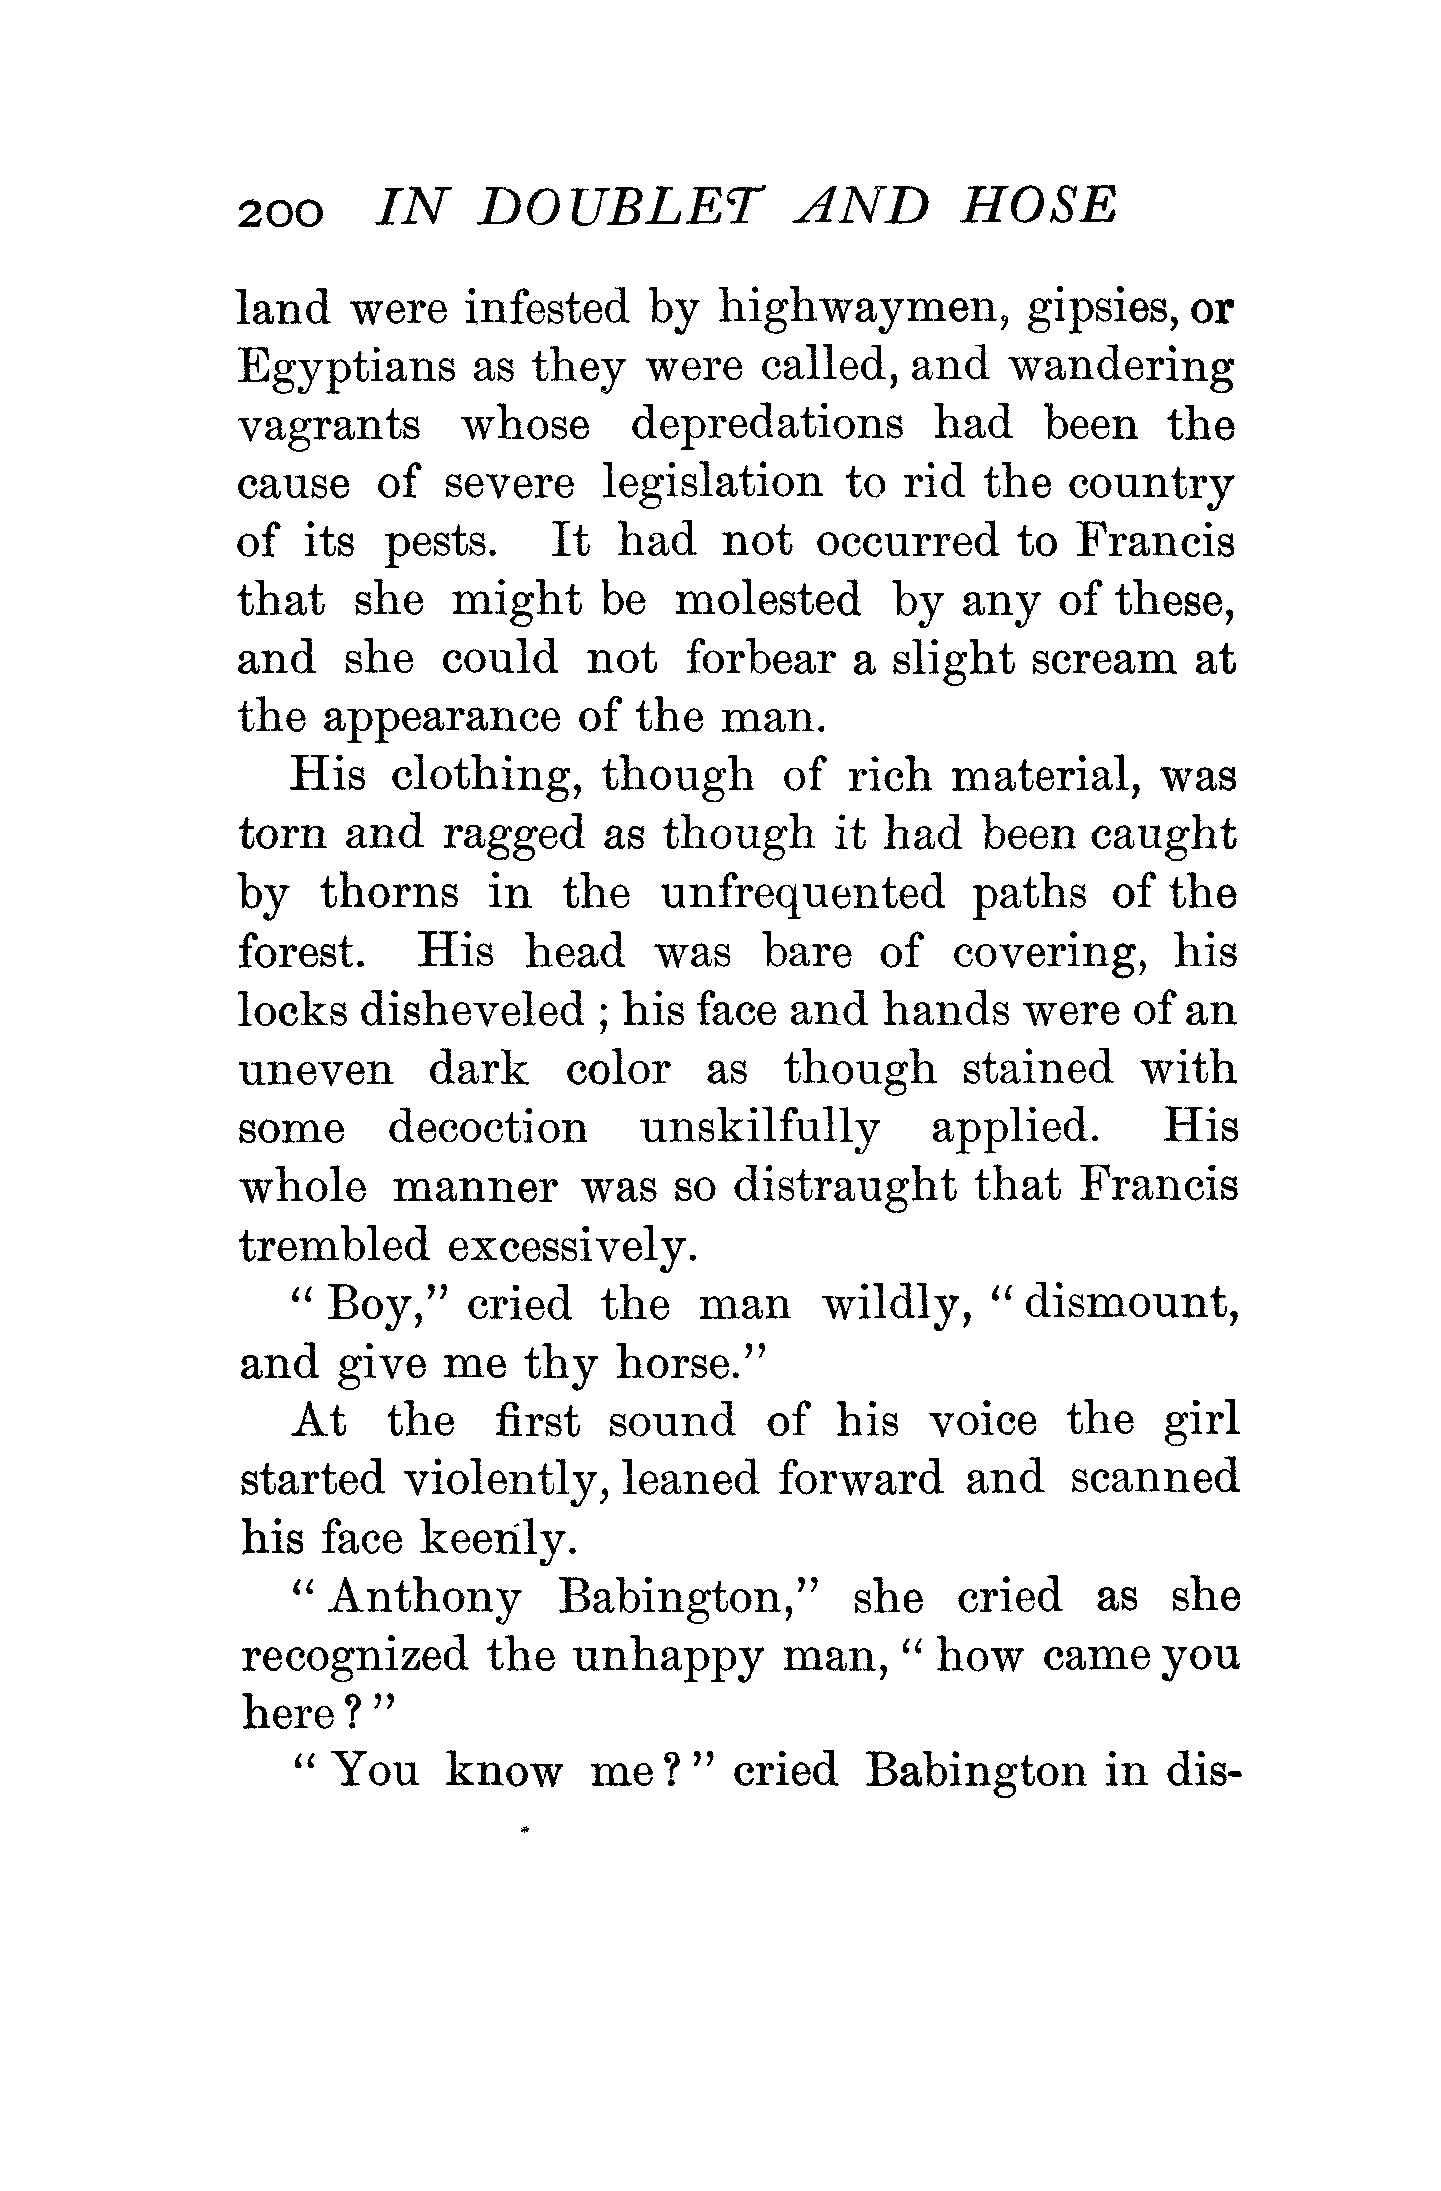 200 IN DOUBLET AND HOSE
land were infested by highwaymen, gipsies, or
Egyptians as they were called, and wandering
vagrants whose depredations had been the
cause of severe legislation to rid the country
of its pests. It had not occurred to Francis
that she might be molested by any of these,
and she could not forbear a slight scream at
the appearance of the man.
His clothing, though of rich material, was
torn and ragged as though it had been caught
by thorns in the unfrequented paths of the
forest. His head was bare of covering, his
locks disheveled ; his face and hands were of an
uneven dark color as though stained with
some decoction unskilfully applied. His
whole manner was so distraught that Francis
trembled excessively.
“ Boy,” cried the man wildly, “ dismount,
and give me thy horse.”
At the first sound of his voice the girl
started violently, leaned forward and scanned
his face keenly.
“ Anthony Babington,” she cried as she
recognized the unhappy man, “ how came you
here ? ”
“ You know me ? ” cried Babington in dis-